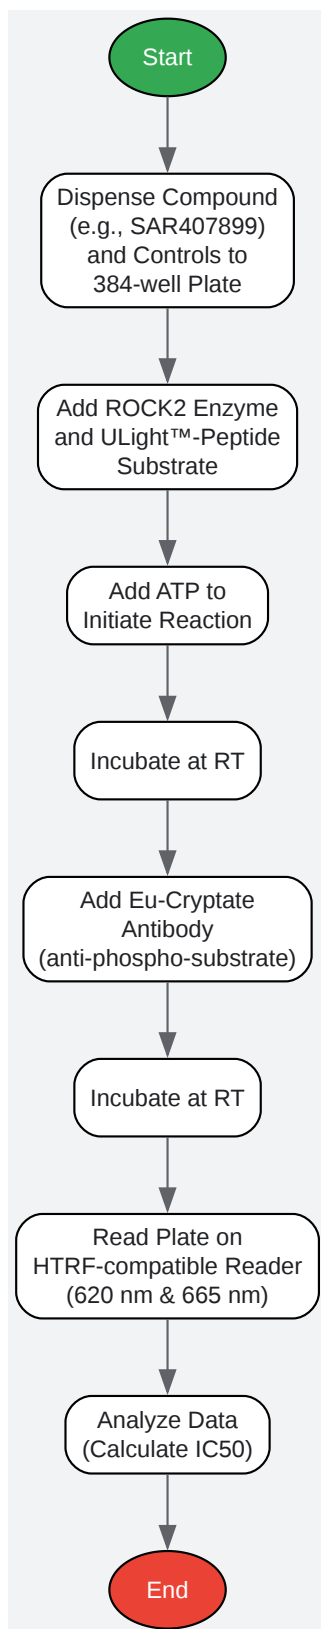 Start
Dispense Compound
(e.g., SAR407899)
and Controls to
384-well Plate
Add ROCK2 Enzyme
and ULight™-Peptide
Substrate
Add ATP to
Initiate Reaction
Incubate at RT
Add Eu-Cryptate
Antibody
(anti-phospho-substrate)
Incubate at RT
Read Plate on
HTRF-compatible Reader
(620 nm & 665 nm)
Analyze Data
(Calculate IC50)
End